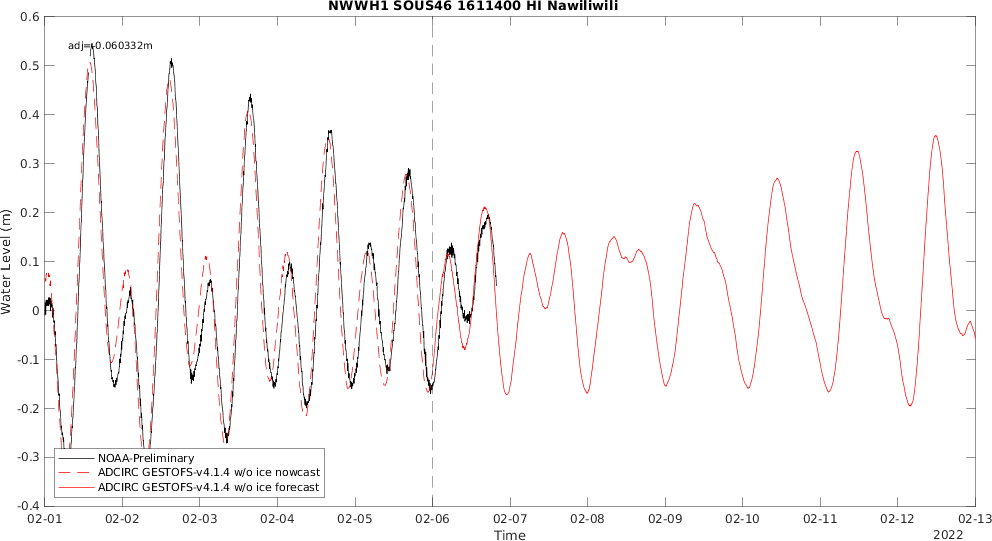 NWWH1 SOUS46 1611400 HI Nawiliwili
adj=-0.060332m
Water Level (m)
0.6
0.5
0.4
0.3
0.2
0.1
0
-0.1
-0.2
-0.3
-0.4
NOAA-Preliminary
ADCIRC GESTOFS-v4.1.4 w/o ice nowcast
ADCIRC GESTOFS-v4.1.4 w/o ice forecast
02-01 02-02 02-03 02-04 02-05 02-06 02-07 02-08 02-09 02-10 02-11 02-12 02-13
Time
2022